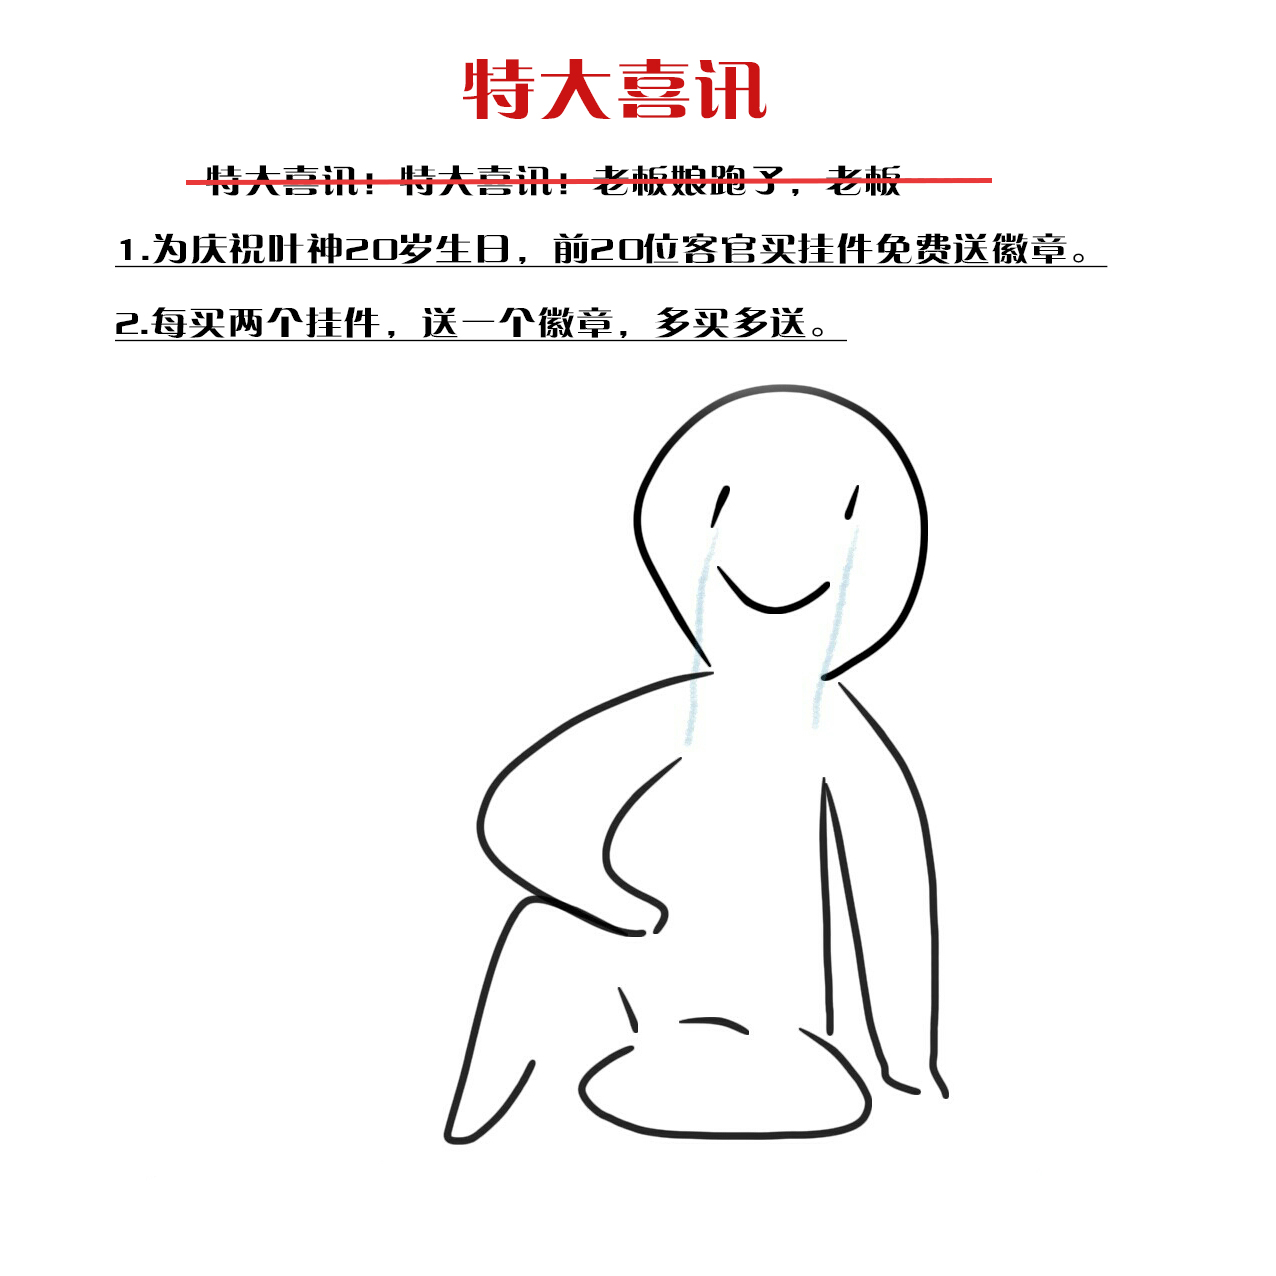 特大喜讯
特大喜讯！特大喜讯！老板娘跑了，老板
1.为庆祝叶神20岁生日，前20位客官买挂件免费送徽章。
2.每买两个挂件，送一个徽章，多买多送。